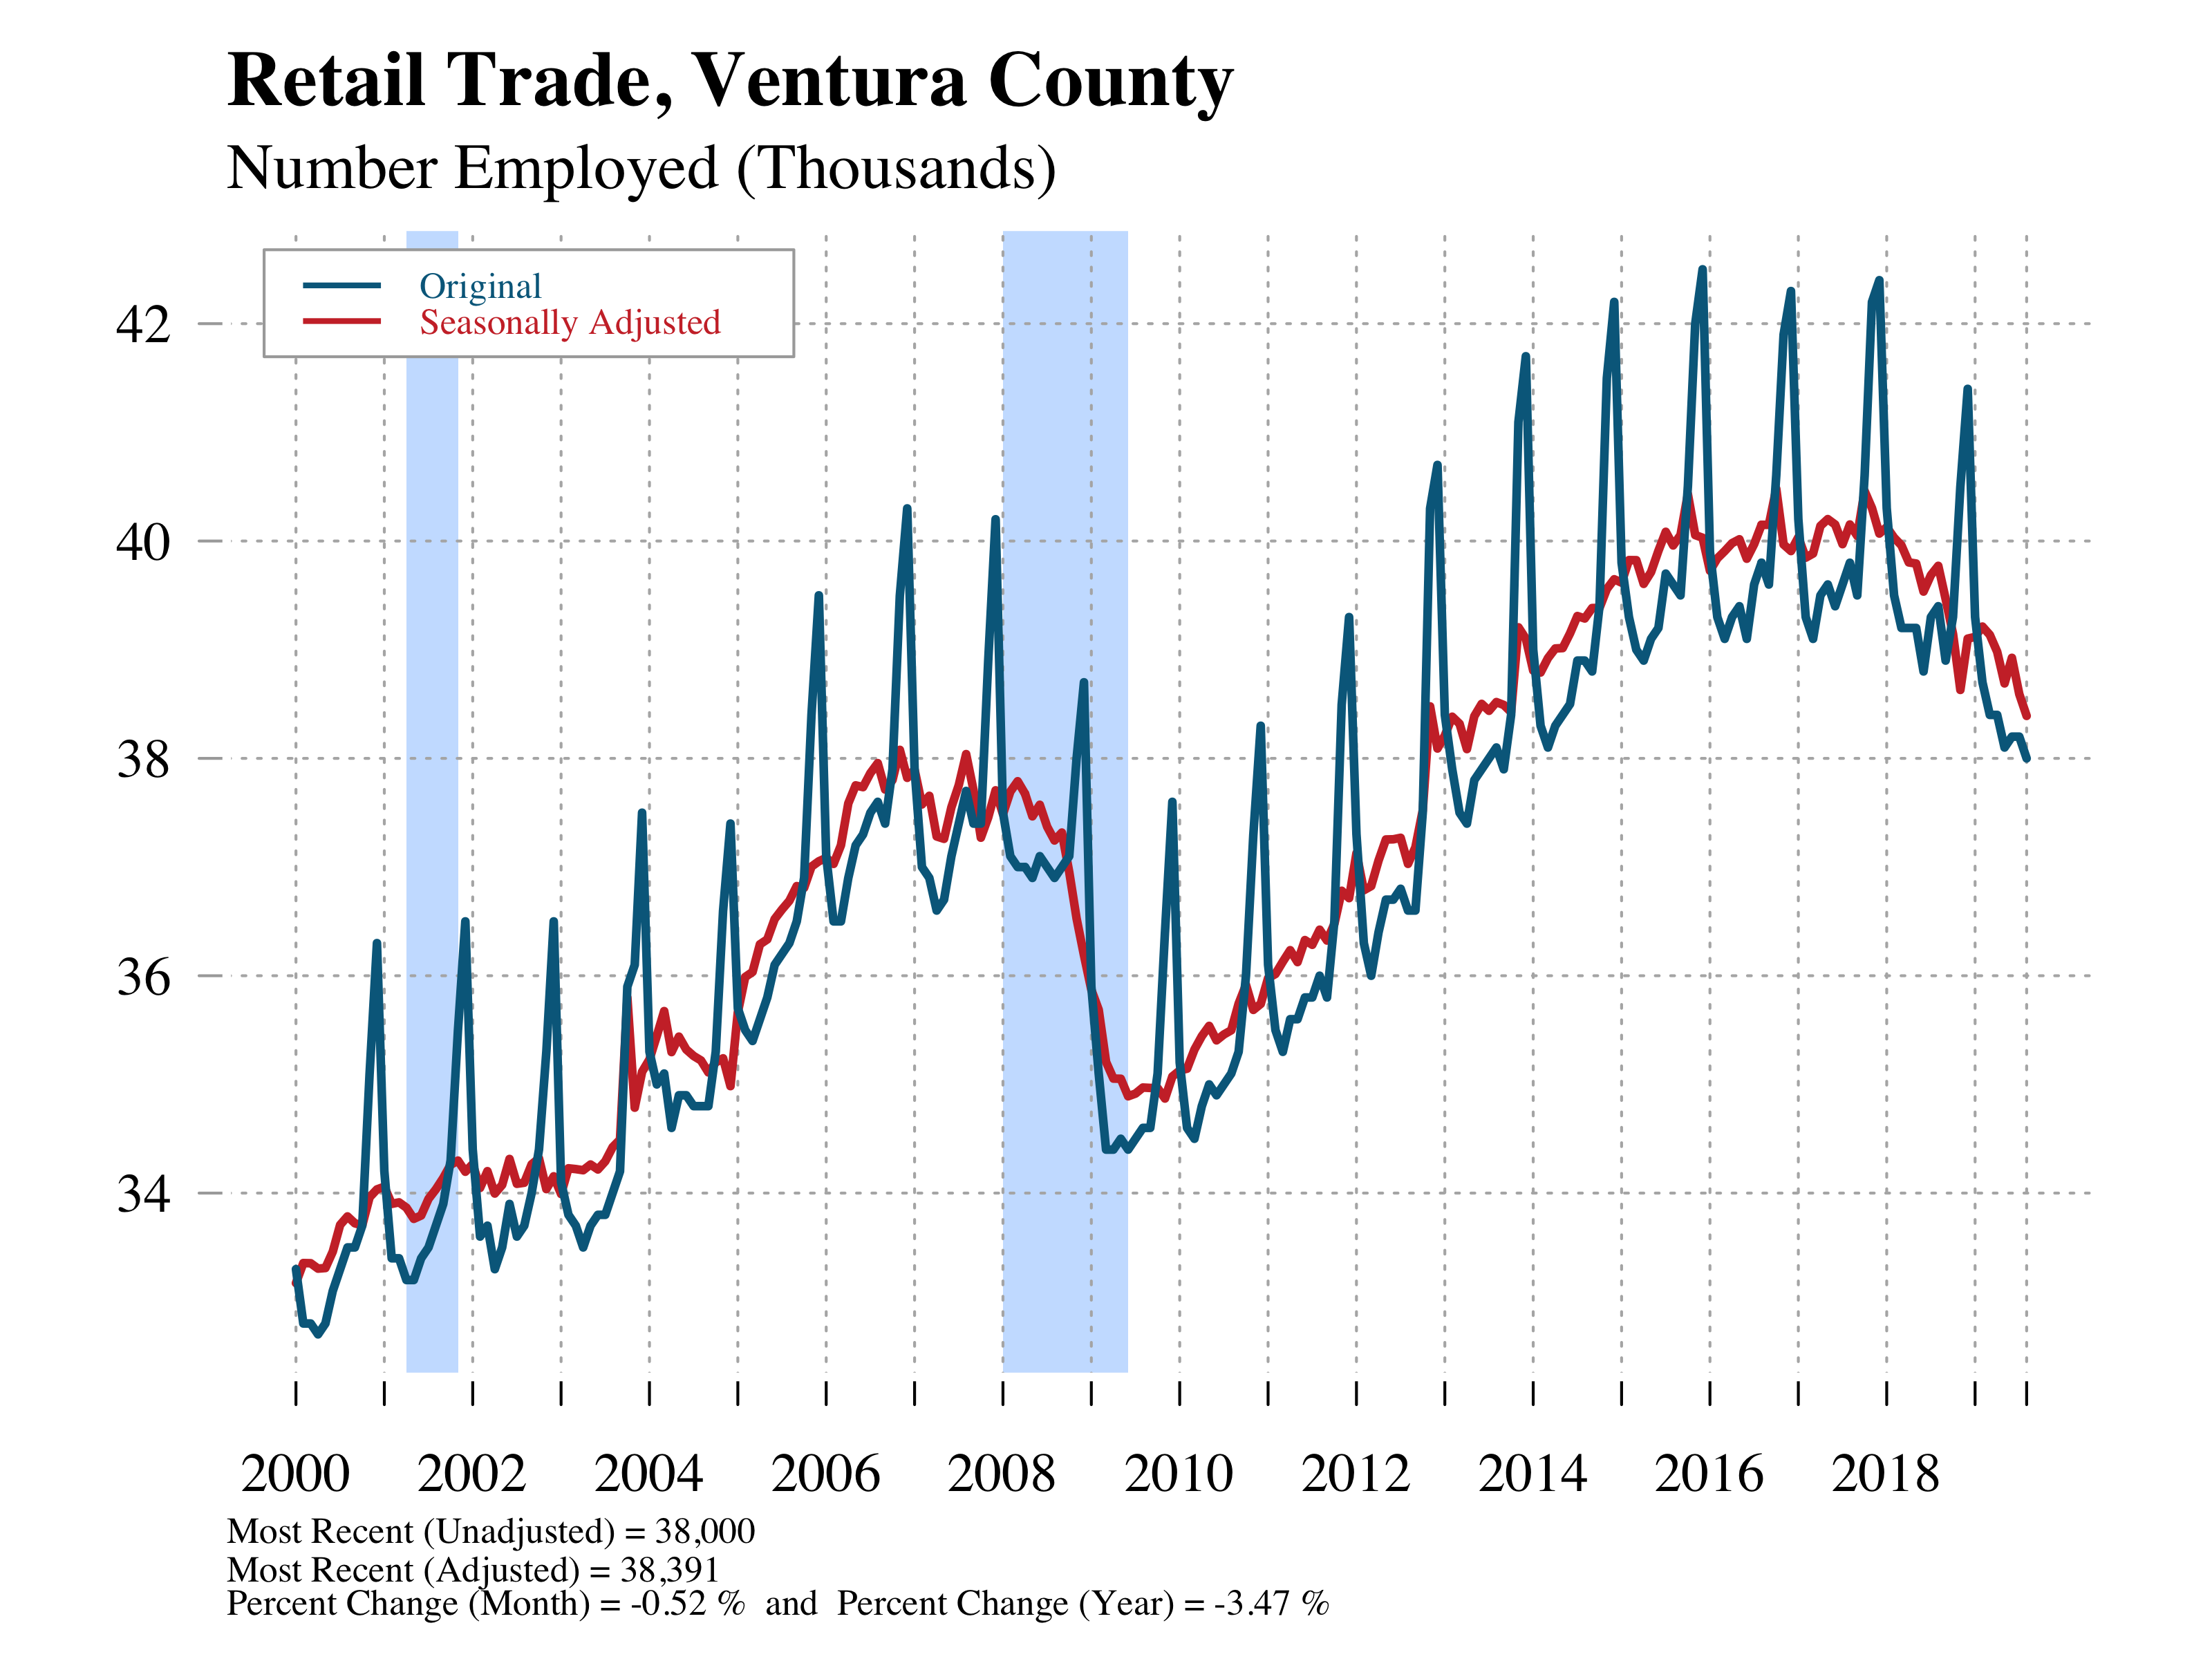 Retail Trade, Ventura County
Number Employed (Thousands)
Original
Seasonally Adjusted
42
40
38
36
34
2000 2002 2004 2006 2008 2010 2012 2014 2016 2018
Most Recent (Unadjusted) = 38,000
Most Recent (Adjusted) = 38,391
Percent Change (Month) = -0.52 % and Percent Change (Year) = -3.47 %